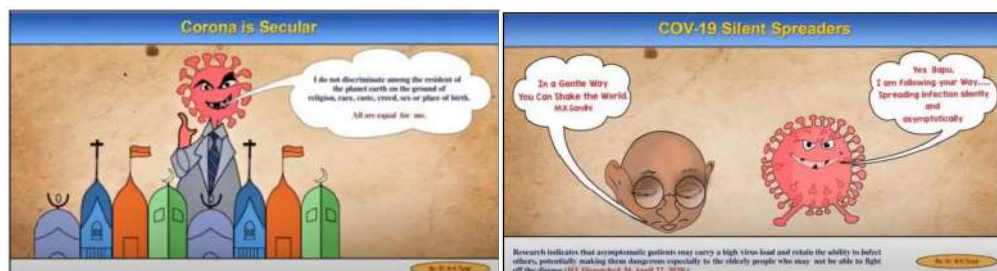 Corona is Secular
I do not discriminate among the resident of
the planet earth on the ground of
religion, race, caste, creed, sex or place of birth.
All are equal for me.
COV-19 Silent Spreaders
In a Gentle Way
You Can Shake the World.
M.K.Gandhi
Yes Bapu,
I am following your Way.....
Spreading infection silently
and
asymptotically
Research indicates that asymptomatic patients may carry a high virus load and retain the ability to infect
others, potentially making them dangerous especially to the elderly people who may not be able to fight
off the disease